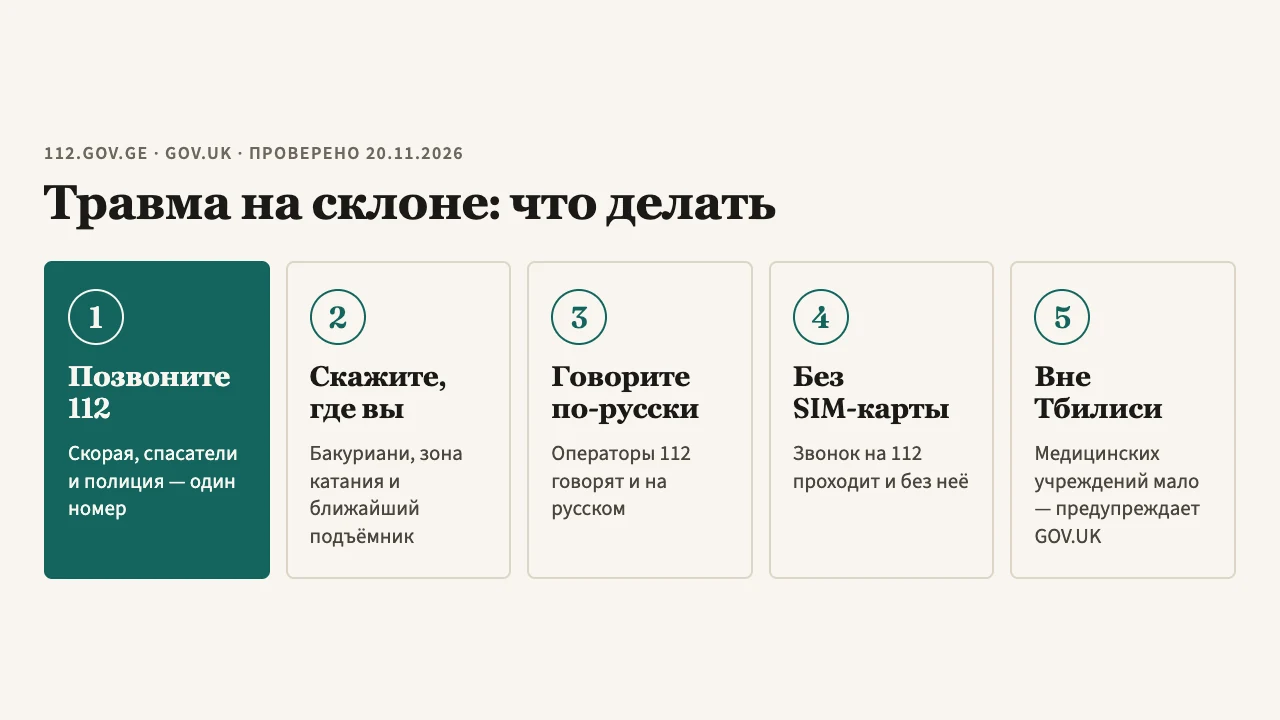 112.GOV.GE · GOV.UK · ПРОВЕРЕНО 20.11.2026
Травма на склоне: что делать
1
Позвоните
112
Скорая, спасатели
и полиция — один
номер
2
Скажите,
где вы
Бакуриани, зона
катания и
ближайший
подъёмник
3
Говорите
по-русски
Операторы 112
говорят и на
русском
4
Без
SIM-карты
Звонок на 112
проходит и без неё
5
Вне
Тбилиси
Медицинских
учреждений мало
— предупреждает
GOV.UK